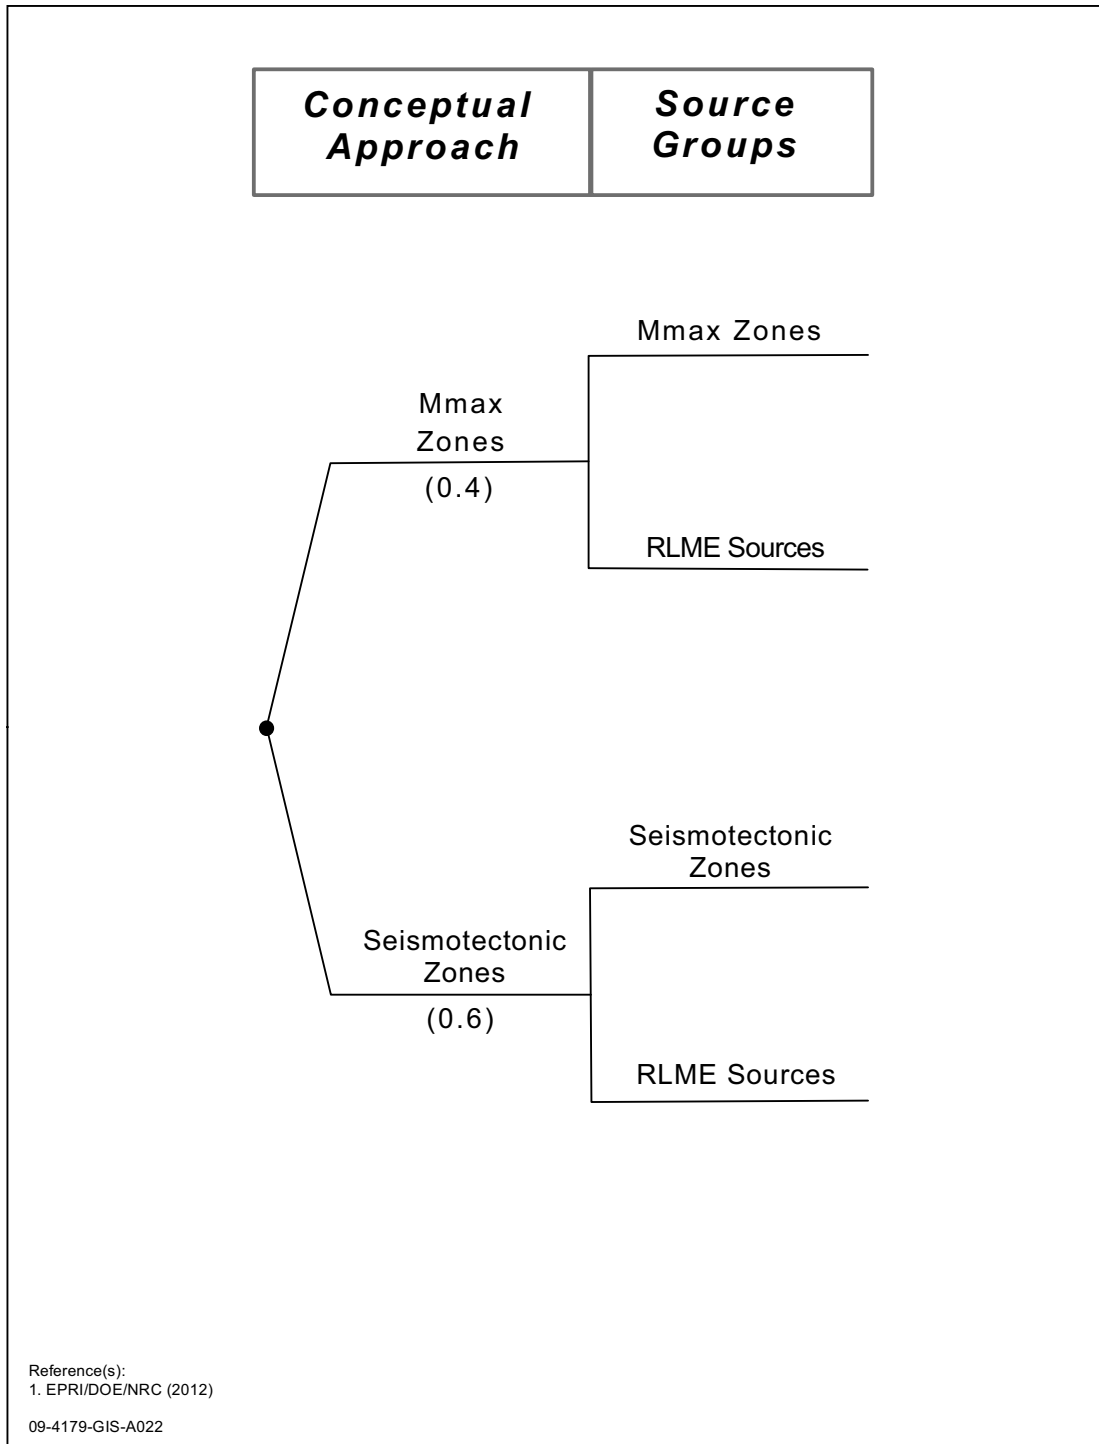 Conceptual
Approach
Source
Groups
Mmax Zones
Mmax
Zones
(0.4)
RLME Sources
Seismotectonic
Zones
Seismotectonic
Zones
(0.6)
RLME Sources
Reference(s):
1. EPRI/DOE/NRC (2012)
09-4179-GIS-A022